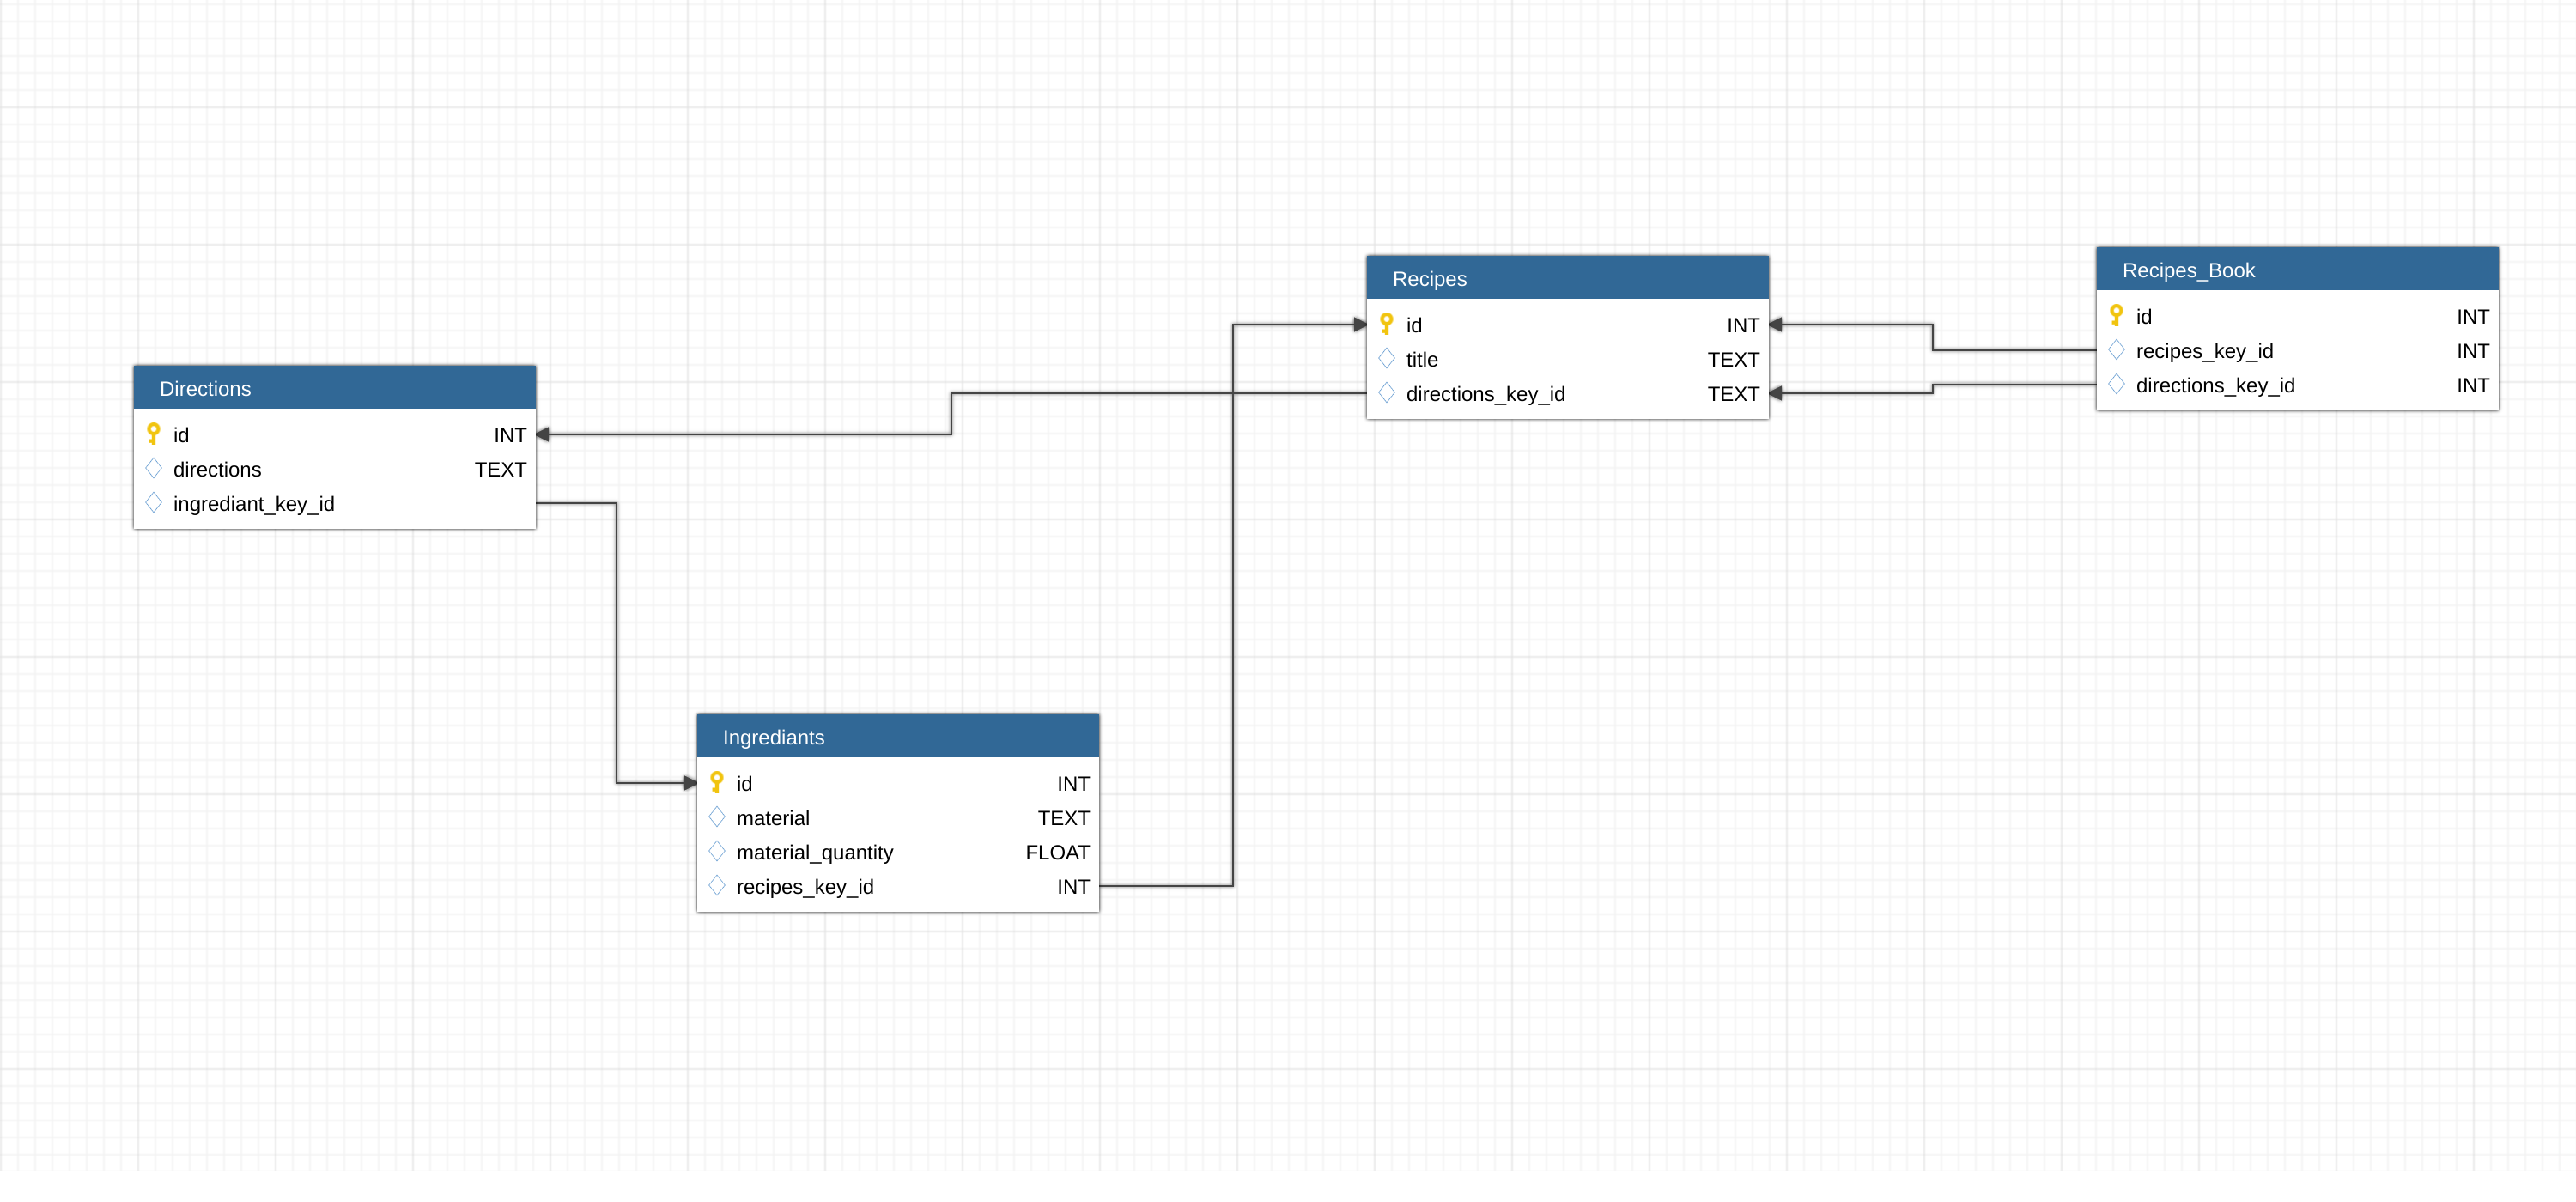 Directions
id INT
directions TEXT
ingrediant_key_id
Ingrediants
id INT
material TEXT
material_quantity FLOAT
recipes_key_id INT
Recipes
id INT
title TEXT
directions_key_id TEXT
Recipes_Book
id INT
recipes_key_id INT
directions_key_id INT